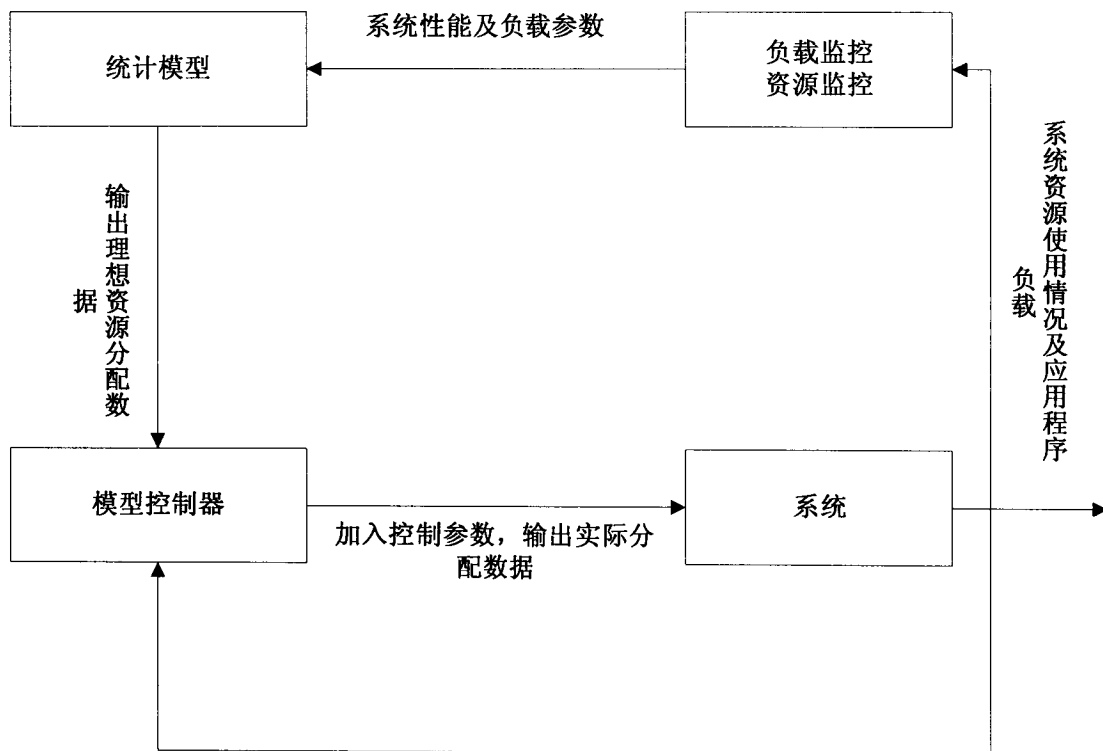 系统性能及负载参数
统计模型
负载监控
资源监控
输出理想资源分配数
据
系统资源使用情况及应用程序
负载
模型控制器
系统
加入控制参数，输出实际分
配数据